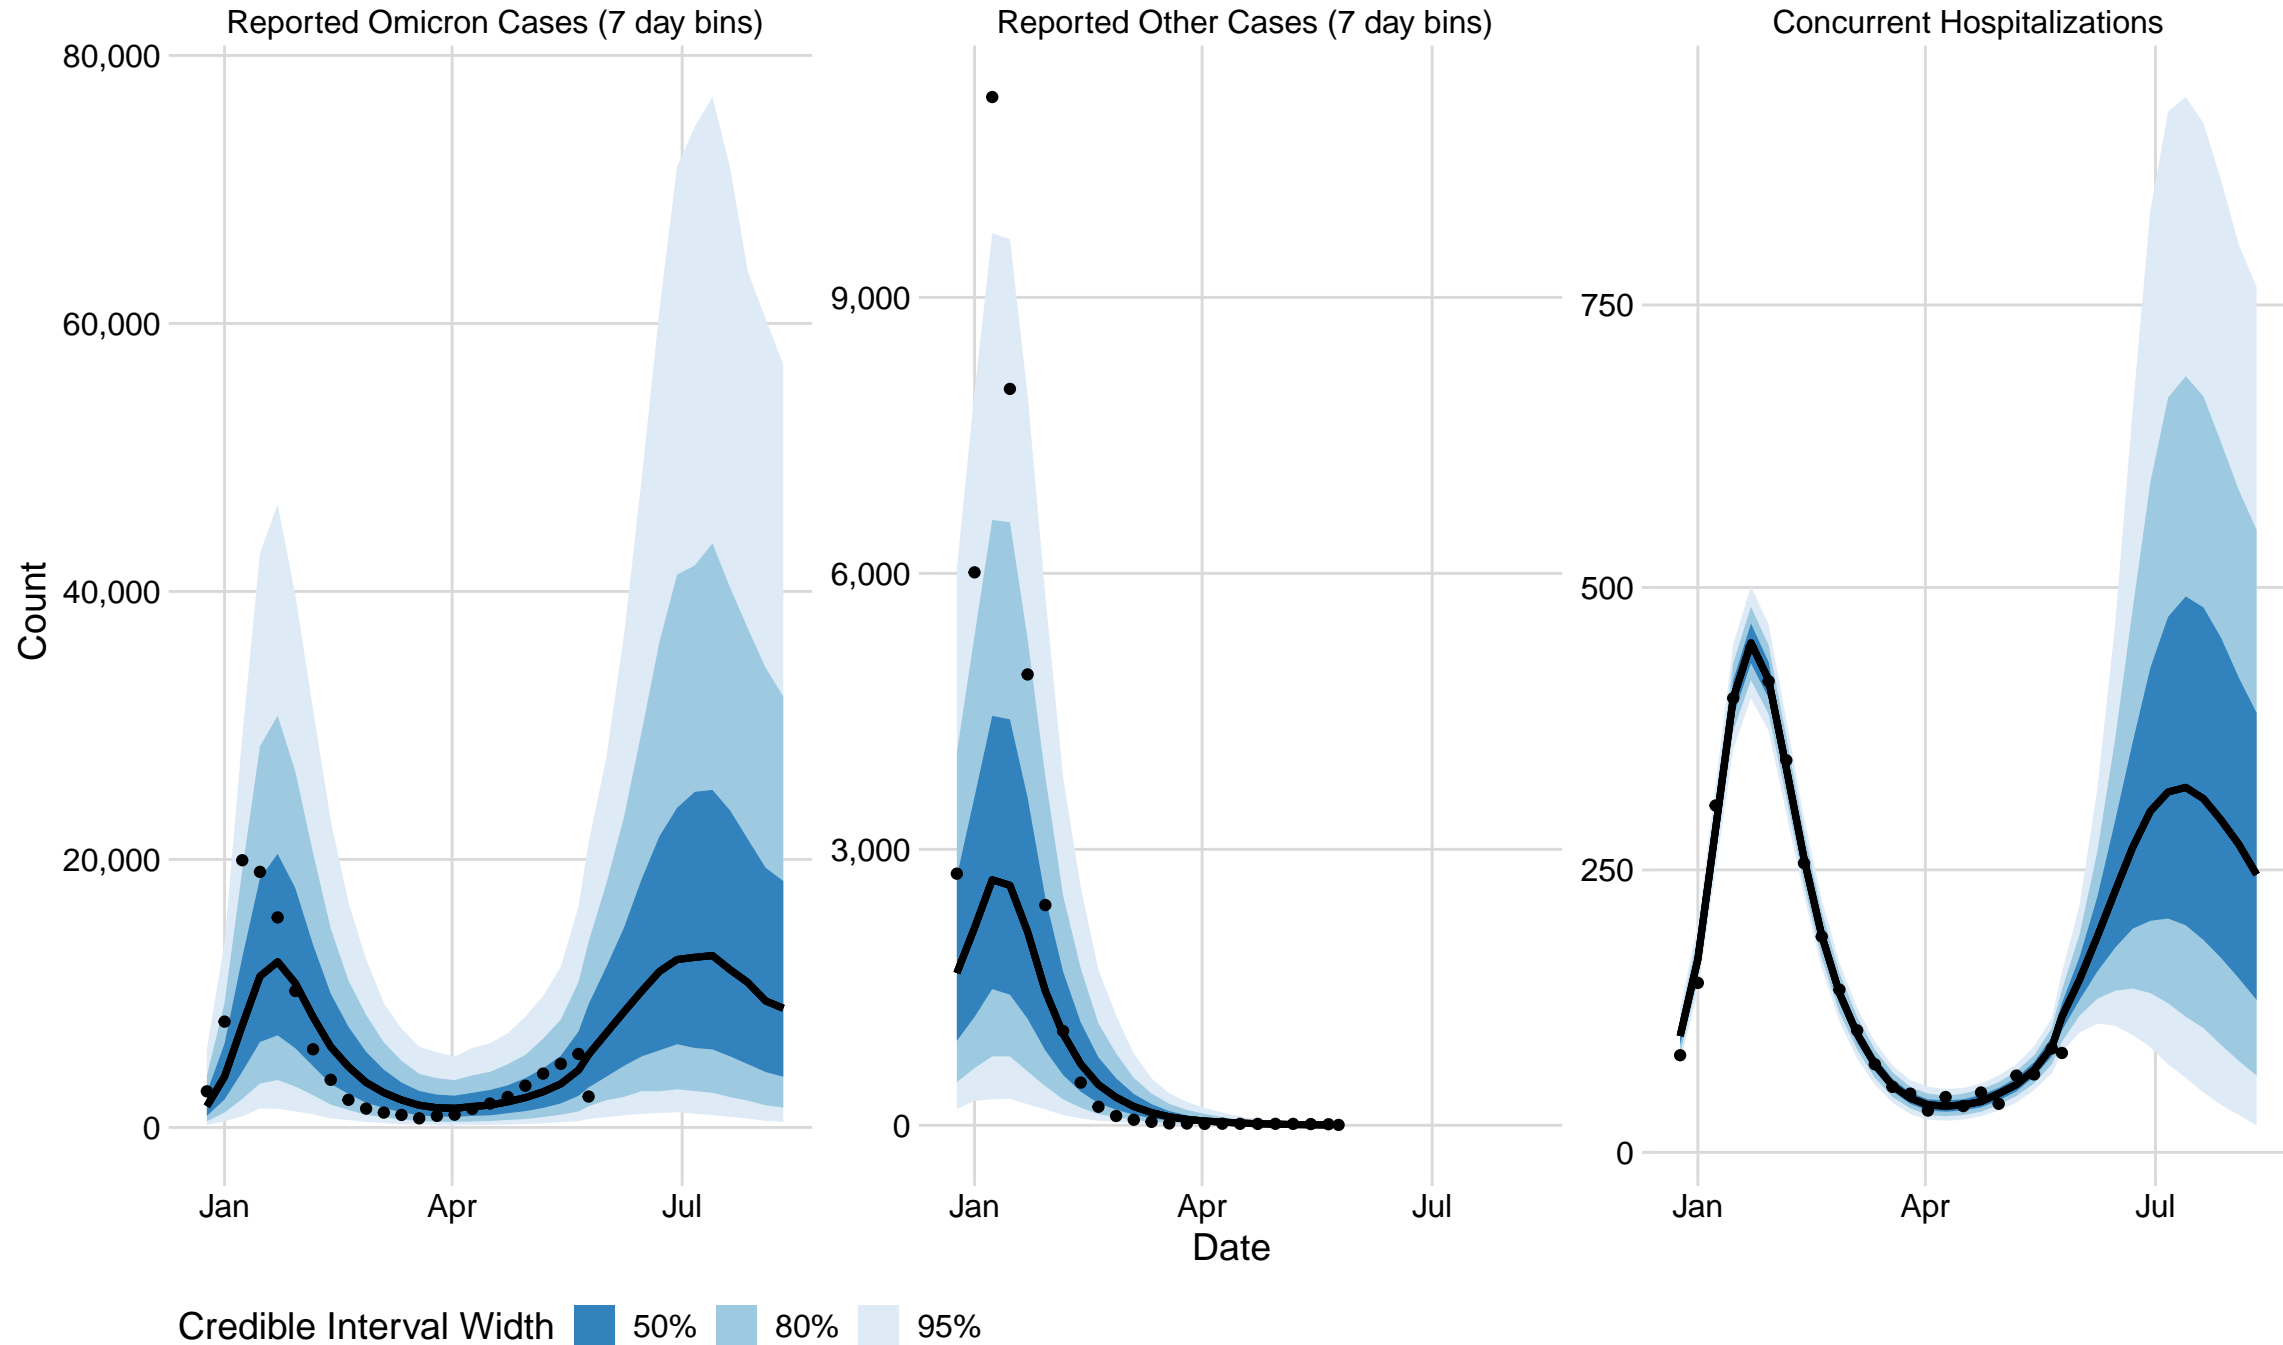 Reported Omicron Cases (7 day bins)
Reported Other Cases (7 day bins)
Concurrent Hospitalizations
Count
80,000
60,000
40,000
20,000
0
9,000
6,000
3,000
0
750
500
250
0
Jan Apr Jul
Jan Apr Jul
Jan Apr Jul
Date
Credible Interval Width 50% 80% 95%